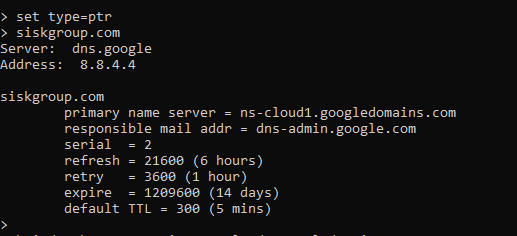 > set type=ptr
> siskgroup.com
Server:  dns.google
Address:  8.8.4.4

siskgroup.com
        primary name server = ns-cloud1.googledomains.com
        responsible mail addr = dns-admin.google.com
        serial  = 2
        refresh = 21600 (6 hours)
        retry   = 3600 (1 hour)
        expire  = 1209600 (14 days)
        default TTL = 300 (5 mins)
>